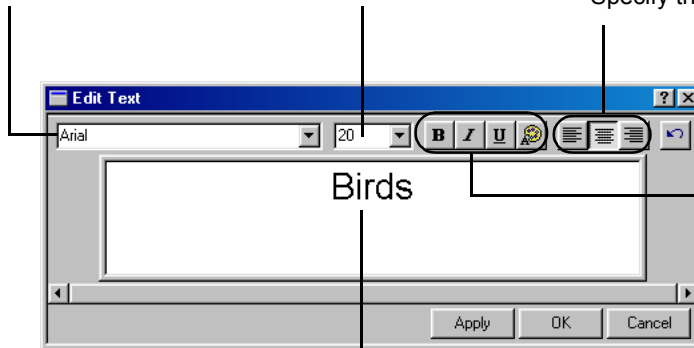 Specify th
Edit Text
Arial 20 B I U A
Birds
Apply OK Cancel